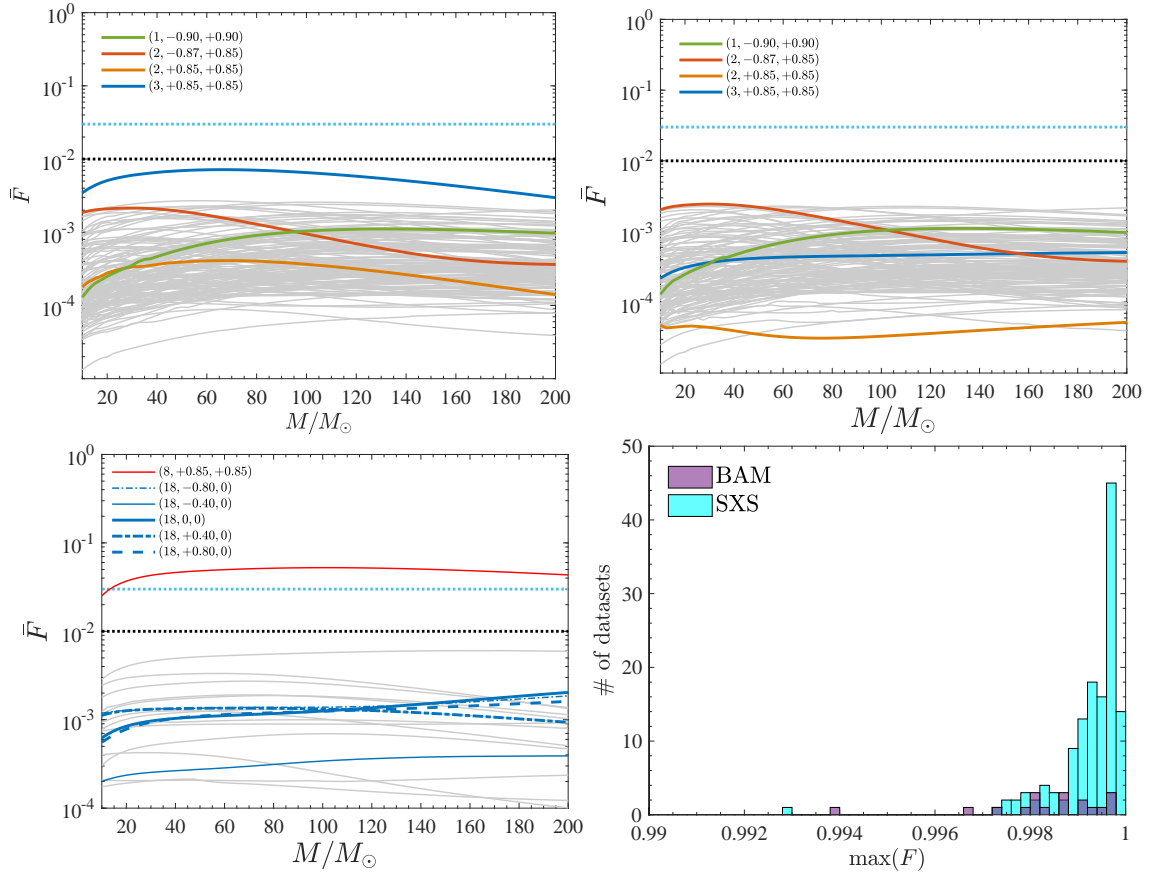 10^0
10^-1
10^-2
10^-3
10^-4
F̄
(1, −0.90, +0.90)
(2, −0.87, +0.85)
(2, +0.85, +0.85)
(3, +0.85, +0.85)
20 40 60 80 100 120 140 160 180 200
M/M⊙
10^0
10^-1
10^-2
10^-3
10^-4
F̄
(1, −0.90, +0.90)
(2, −0.87, +0.85)
(2, +0.85, +0.85)
(3, +0.85, +0.85)
20 40 60 80 100 120 140 160 180 200
M/M⊙
10^0
10^-1
10^-2
10^-3
10^-4
F̄
(8, +0.85, +0.85)
(18, −0.80, 0)
(18, −0.40, 0)
(18, 0, 0)
(18, +0.40, 0)
(18, +0.80, 0)
20 40 60 80 100 120 140 160 180 200
M/M⊙
50
40
30
20
10
0
# of datasets
BAM
SXS
0.99 0.992 0.994 0.996 0.998 1
max(F)